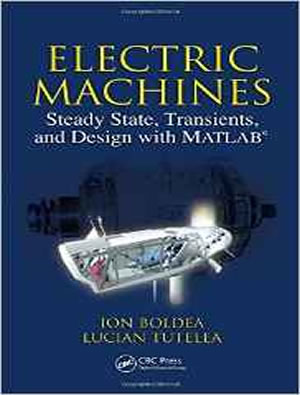 ELECTRIC
MACHINES
Steady State, Transients,
and Design with MATLAB®
ION BOLDEA
LUCIAN TUTELEA
CRC Press